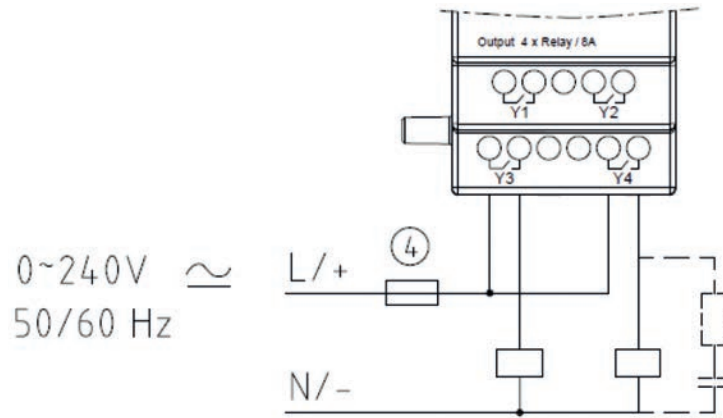 Output 4 x Relay / 8A
Y1 Y2
Y3 Y4
4
0~240V L/+
50/60 Hz
N/-